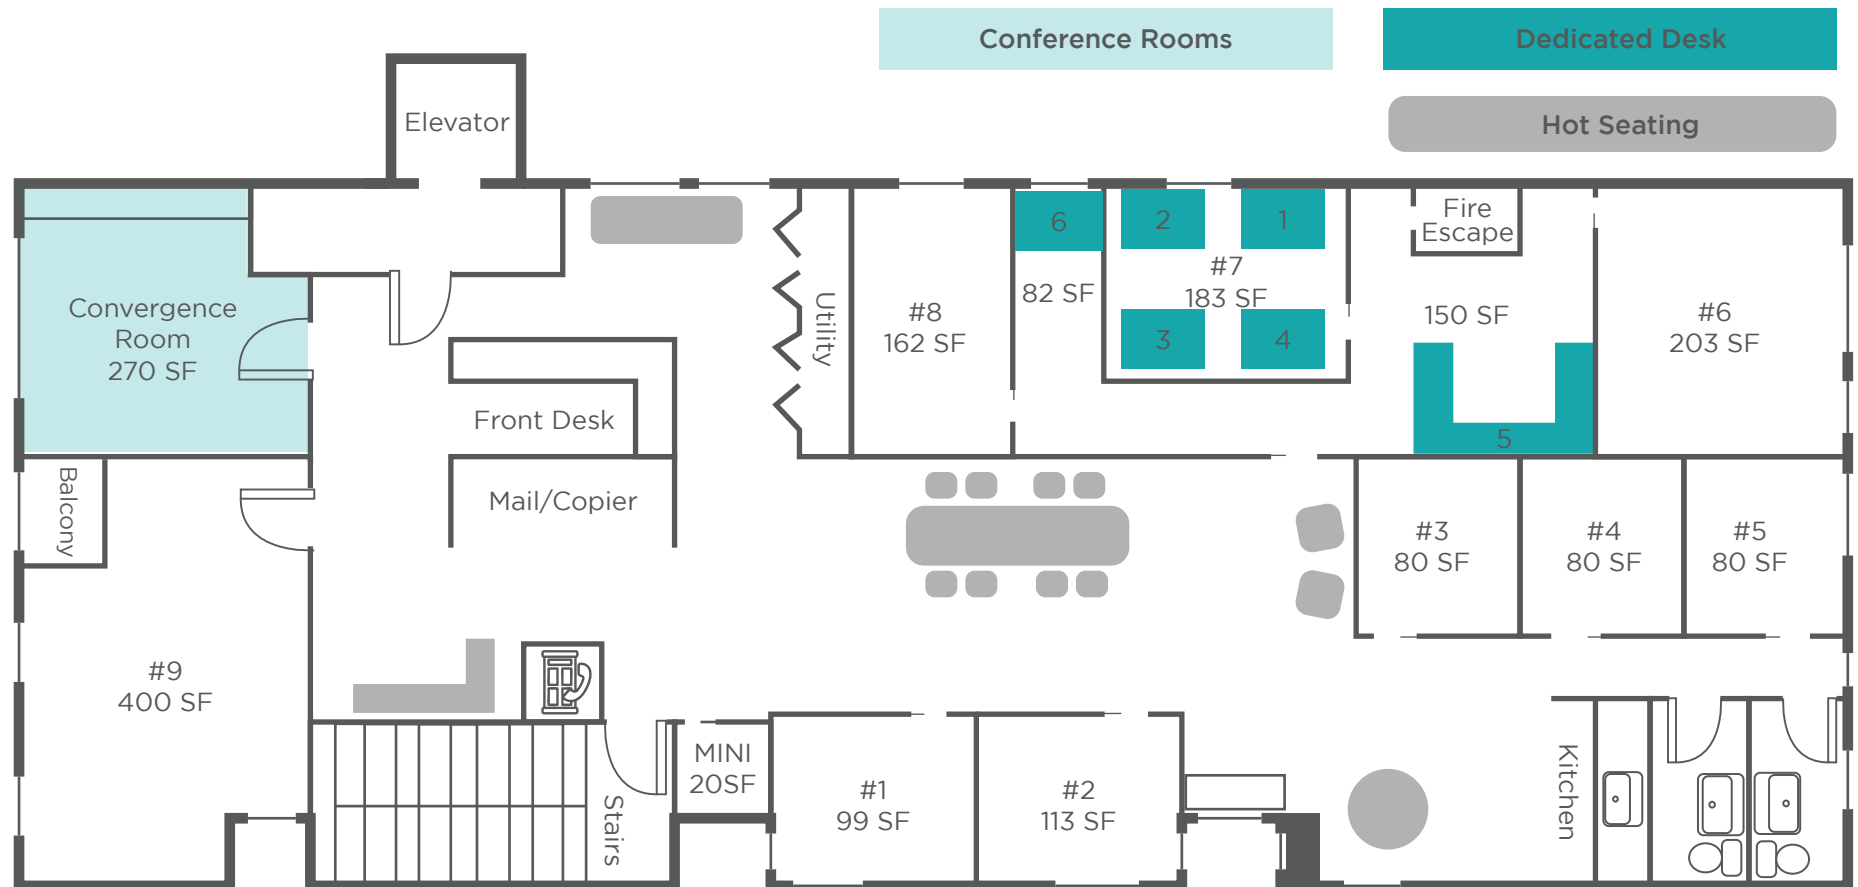 Conference Rooms
Dedicated Desk
Hot Seating
Elevator
Convergence
Room
270 SF
Utility
#8
162 SF
6
82 SF
2
1
#7
183 SF
3
4
Fire
Escape
150 SF
5
#6
203 SF
Front Desk
Mail/Copier
Balcony
#3
80 SF
#4
80 SF
#5
80 SF
#9
400 SF
Stairs
MINI
20SF
#1
99 SF
#2
113 SF
Kitchen